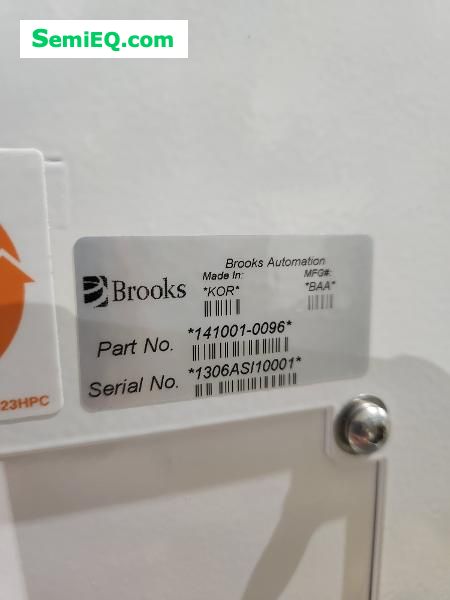 SemiEQ.com
Brooks Automation
Brooks
Made In:
*KOR*
MFG#:
*BAA*
Part No.
*141001-0096*
Serial No.
*1306ASI10001*
23HPC